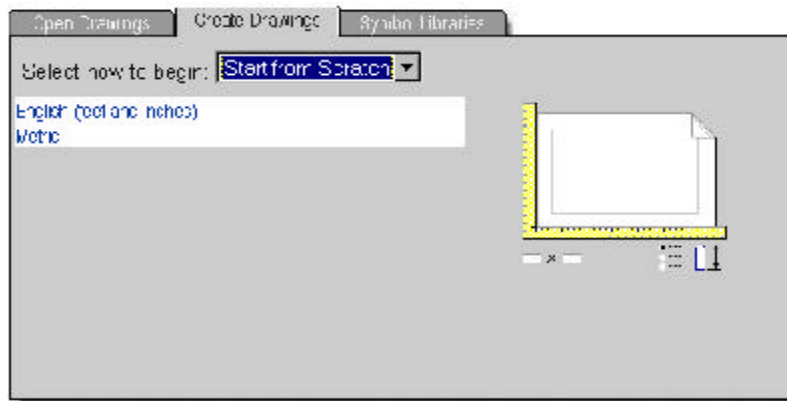 Open Drawings Create Drawings Symbol Libraries
Select how to begin: Start from Scratch
English (feet and inches)
Metric